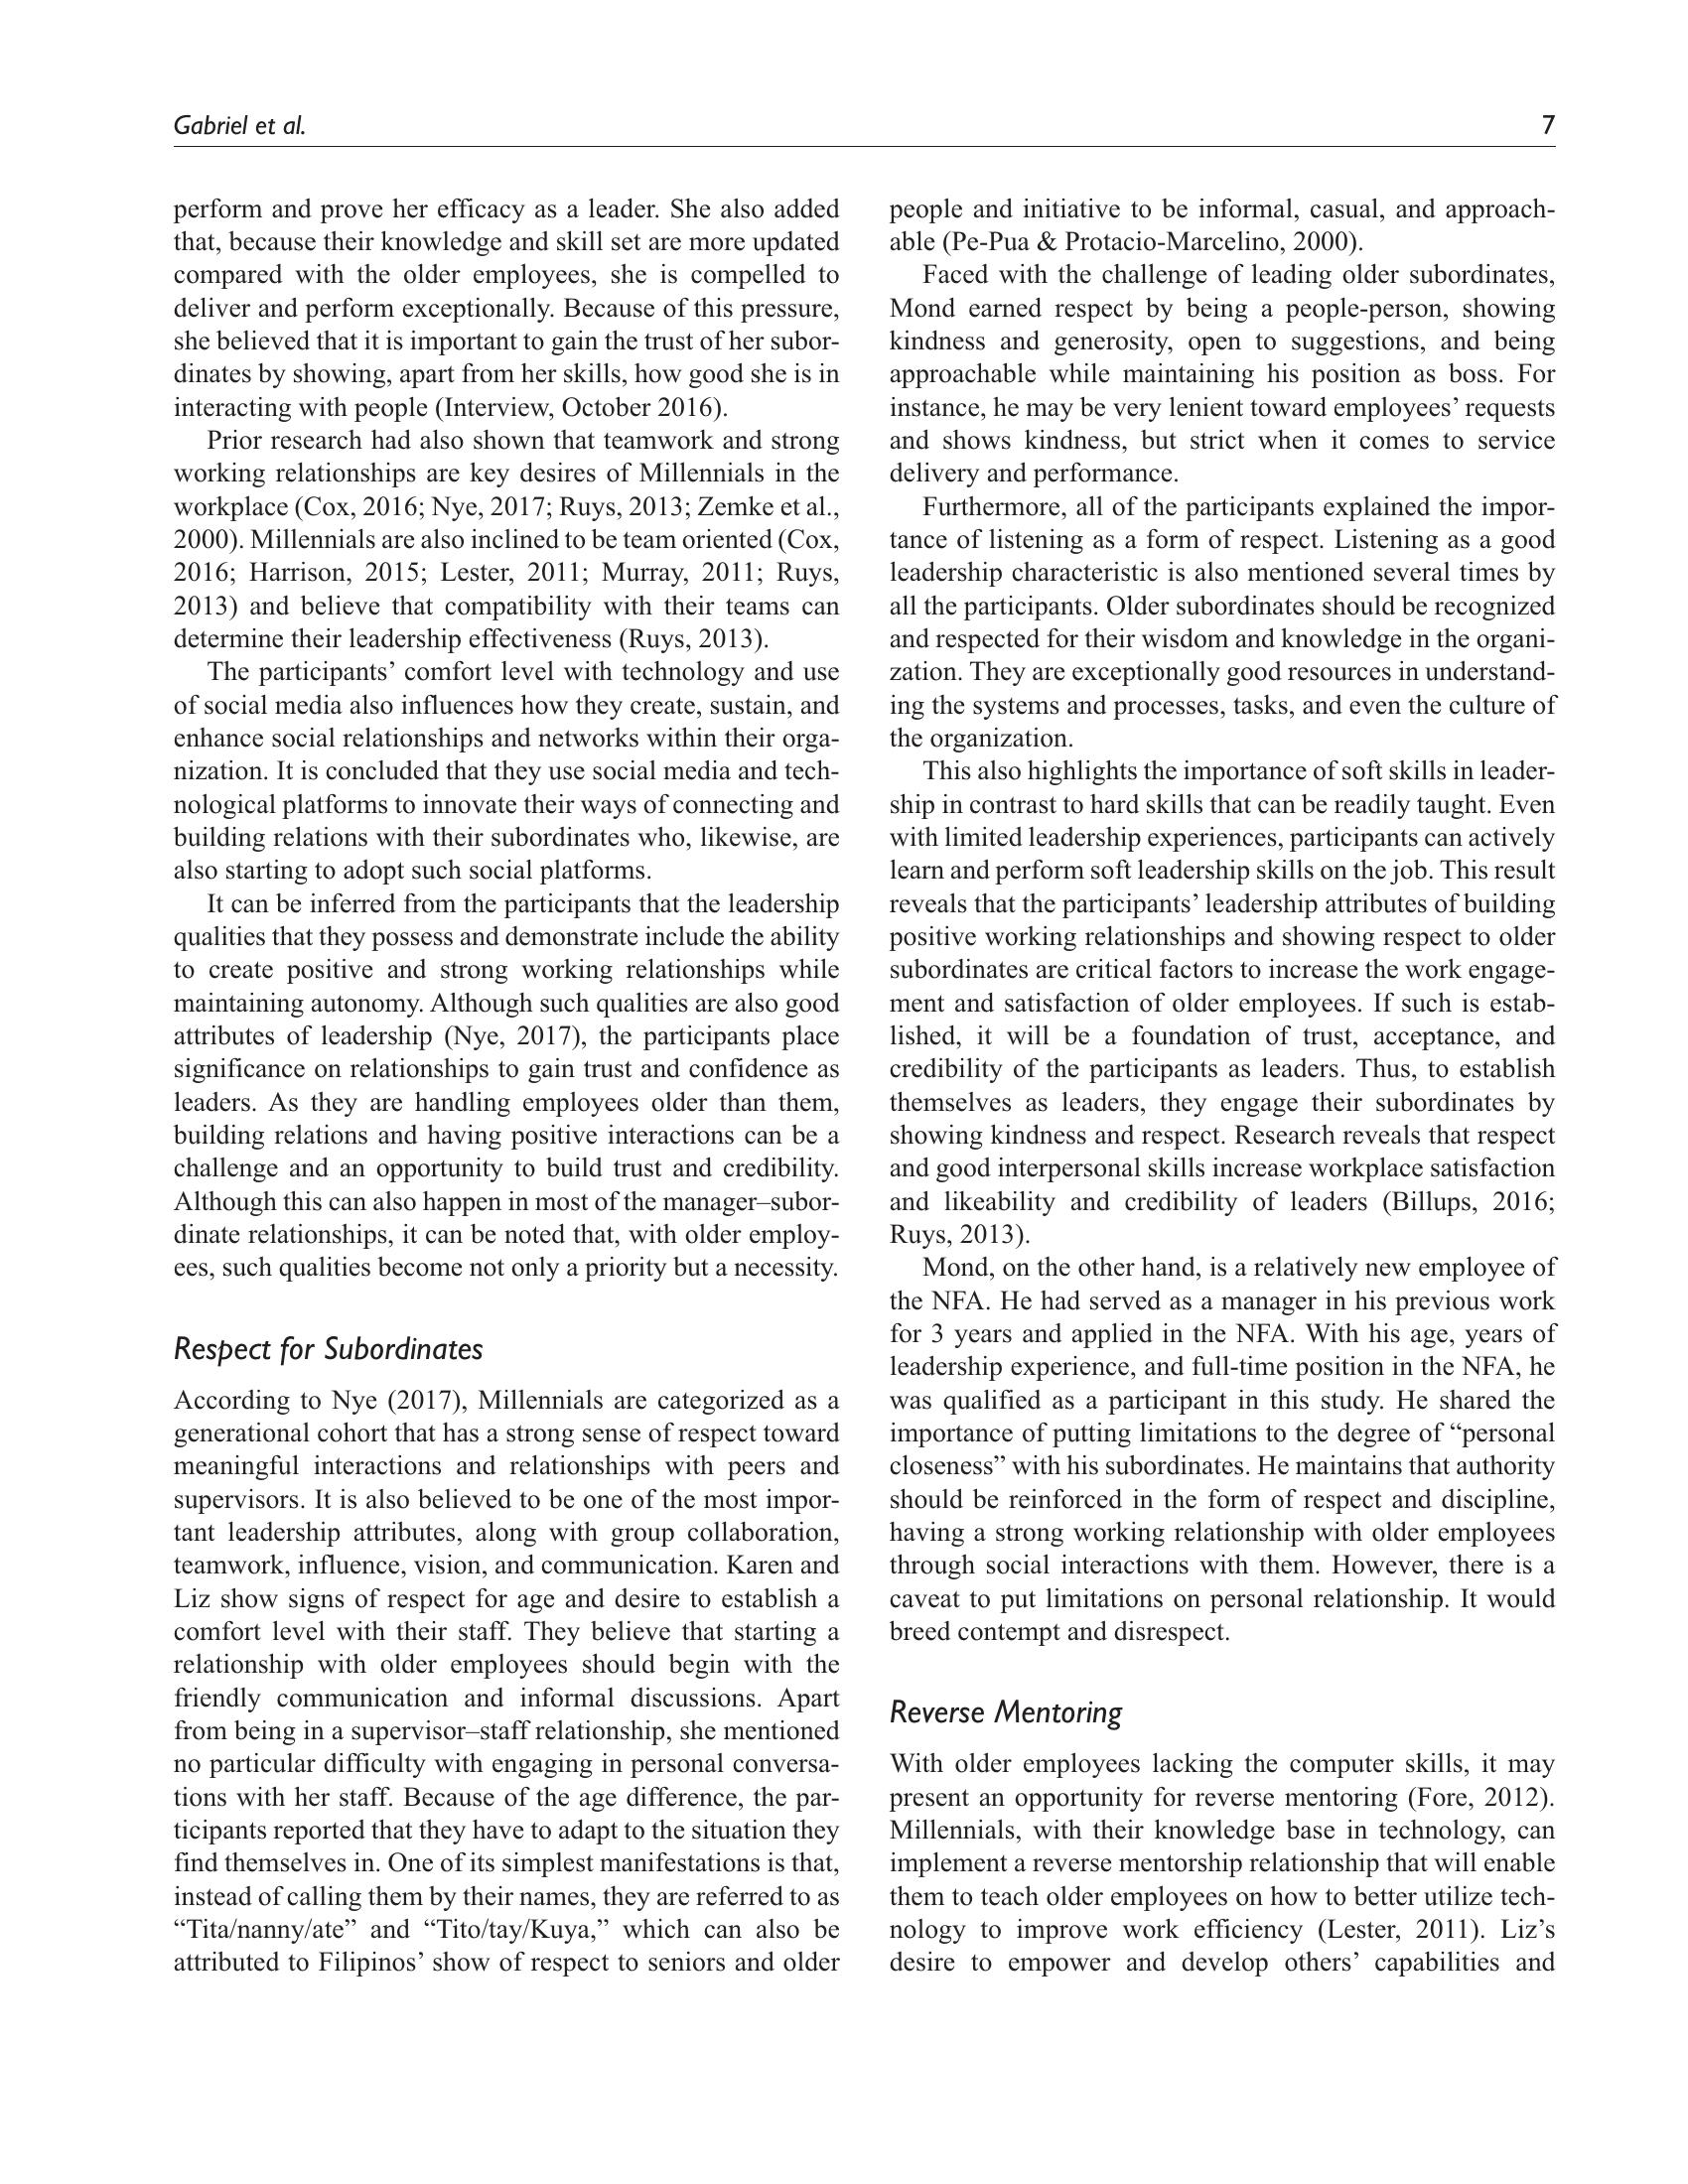 Gabriel et al.
7
perform and prove her efficacy as a leader. She also added
that, because their knowledge and skill set are more updated
compared with the older employees, she is compelled to
deliver and perform exceptionally. Because of this pressure,
she believed that it is important to gain the trust of her subor-
dinates by showing, apart from her skills, how good she is in
interacting with people (Interview, October 2016).
Prior research had also shown that teamwork and strong
working relationships are key desires of Millennials in the
workplace (Cox, 2016; Nye, 2017; Ruys, 2013; Zemke et al.,
2000). Millennials are also inclined to be team oriented (Cox,
2016; Harrison, 2015; Lester, 2011; Murray, 2011; Ruys,
2013) and believe that compatibility with their teams can
determine their leadership effectiveness (Ruys, 2013).
The participants’ comfort level with technology and use
of social media also influences how they create, sustain, and
enhance social relationships and networks within their orga-
nization. It is concluded that they use social media and tech-
nological platforms to innovate their ways of connecting and
building relations with their subordinates who, likewise, are
also starting to adopt such social platforms.
It can be inferred from the participants that the leadership
qualities that they possess and demonstrate include the ability
to create positive and strong working relationships while
maintaining autonomy. Although such qualities are also good
attributes of leadership (Nye, 2017), the participants place
significance on relationships to gain trust and confidence as
leaders. As they are handling employees older than them,
building relations and having positive interactions can be a
challenge and an opportunity to build trust and credibility.
Although this can also happen in most of the manager–subor-
dinate relationships, it can be noted that, with older employ-
ees, such qualities become not only a priority but a necessity.
Respect for Subordinates
According to Nye (2017), Millennials are categorized as a
generational cohort that has a strong sense of respect toward
meaningful interactions and relationships with peers and
supervisors. It is also believed to be one of the most impor-
tant leadership attributes, along with group collaboration,
teamwork, influence, vision, and communication. Karen and
Liz show signs of respect for age and desire to establish a
comfort level with their staff. They believe that starting a
relationship with older employees should begin with the
friendly communication and informal discussions. Apart
from being in a supervisor–staff relationship, she mentioned
no particular difficulty with engaging in personal conversa-
tions with her staff. Because of the age difference, the par-
ticipants reported that they have to adapt to the situation they
find themselves in. One of its simplest manifestations is that,
instead of calling them by their names, they are referred to as
“Tita/nanny/ate” and “Tito/tay/Kuya,” which can also be
attributed to Filipinos’ show of respect to seniors and older
people and initiative to be informal, casual, and approach-
able (Pe-Pua & Protacio-Marcelino, 2000).
Faced with the challenge of leading older subordinates,
Mond earned respect by being a people-person, showing
kindness and generosity, open to suggestions, and being
approachable while maintaining his position as boss. For
instance, he may be very lenient toward employees’ requests
and shows kindness, but strict when it comes to service
delivery and performance.
Furthermore, all of the participants explained the impor-
tance of listening as a form of respect. Listening as a good
leadership characteristic is also mentioned several times by
all the participants. Older subordinates should be recognized
and respected for their wisdom and knowledge in the organi-
zation. They are exceptionally good resources in understand-
ing the systems and processes, tasks, and even the culture of
the organization.
This also highlights the importance of soft skills in leader-
ship in contrast to hard skills that can be readily taught. Even
with limited leadership experiences, participants can actively
learn and perform soft leadership skills on the job. This result
reveals that the participants’ leadership attributes of building
positive working relationships and showing respect to older
subordinates are critical factors to increase the work engage-
ment and satisfaction of older employees. If such is estab-
lished, it will be a foundation of trust, acceptance, and
credibility of the participants as leaders. Thus, to establish
themselves as leaders, they engage their subordinates by
showing kindness and respect. Research reveals that respect
and good interpersonal skills increase workplace satisfaction
and likeability and credibility of leaders (Billups, 2016;
Ruys, 2013).
Mond, on the other hand, is a relatively new employee of
the NFA. He had served as a manager in his previous work
for 3 years and applied in the NFA. With his age, years of
leadership experience, and full-time position in the NFA, he
was qualified as a participant in this study. He shared the
importance of putting limitations to the degree of “personal
closeness” with his subordinates. He maintains that authority
should be reinforced in the form of respect and discipline,
having a strong working relationship with older employees
through social interactions with them. However, there is a
caveat to put limitations on personal relationship. It would
breed contempt and disrespect.
Reverse Mentoring
With older employees lacking the computer skills, it may
present an opportunity for reverse mentoring (Fore, 2012).
Millennials, with their knowledge base in technology, can
implement a reverse mentorship relationship that will enable
them to teach older employees on how to better utilize tech-
nology to improve work efficiency (Lester, 2011). Liz’s
desire to empower and develop others’ capabilities and